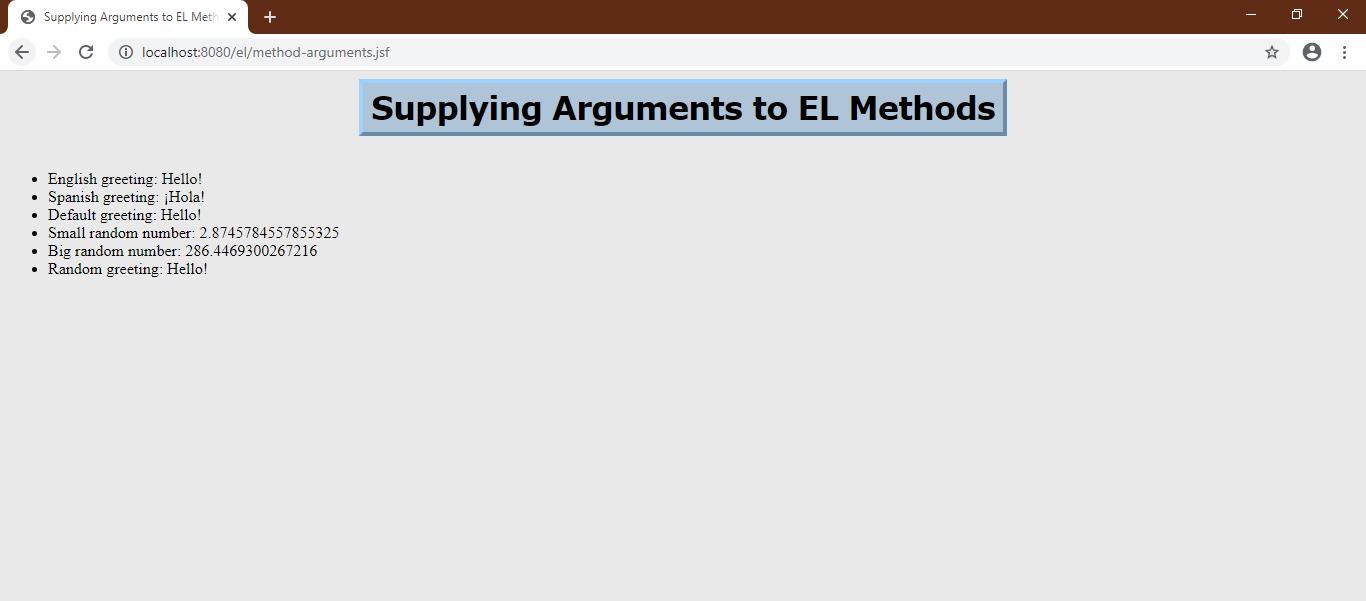 Supplying Arguments to EL Meth
localhost:8080/el/method-arguments.jsf
Supplying Arguments to EL Methods
English greeting: Hello!
Spanish greeting: ¡Hola!
Default greeting: Hello!
Small random number: 2.8745784557855325
Big random number: 286.4469300267216
Random greeting: Hello!